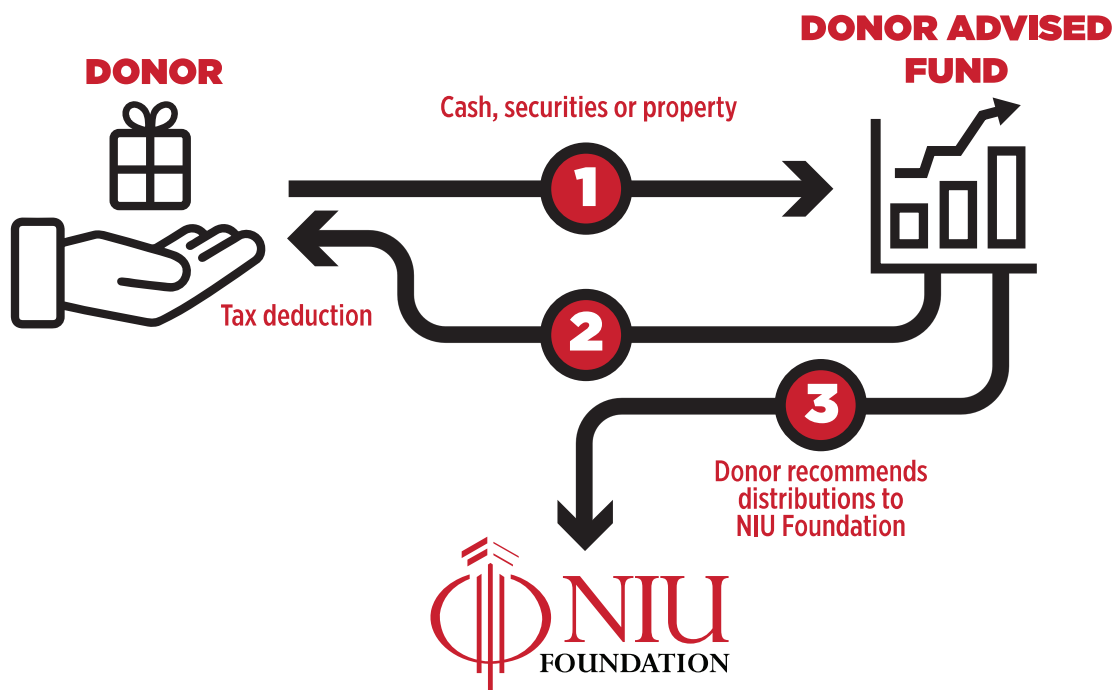 DONOR
DONOR ADVISED
FUND
Cash, securities or property
1
Tax deduction
2
3
Donor recommends
distributions to
NIU Foundation
NIU
FOUNDATION